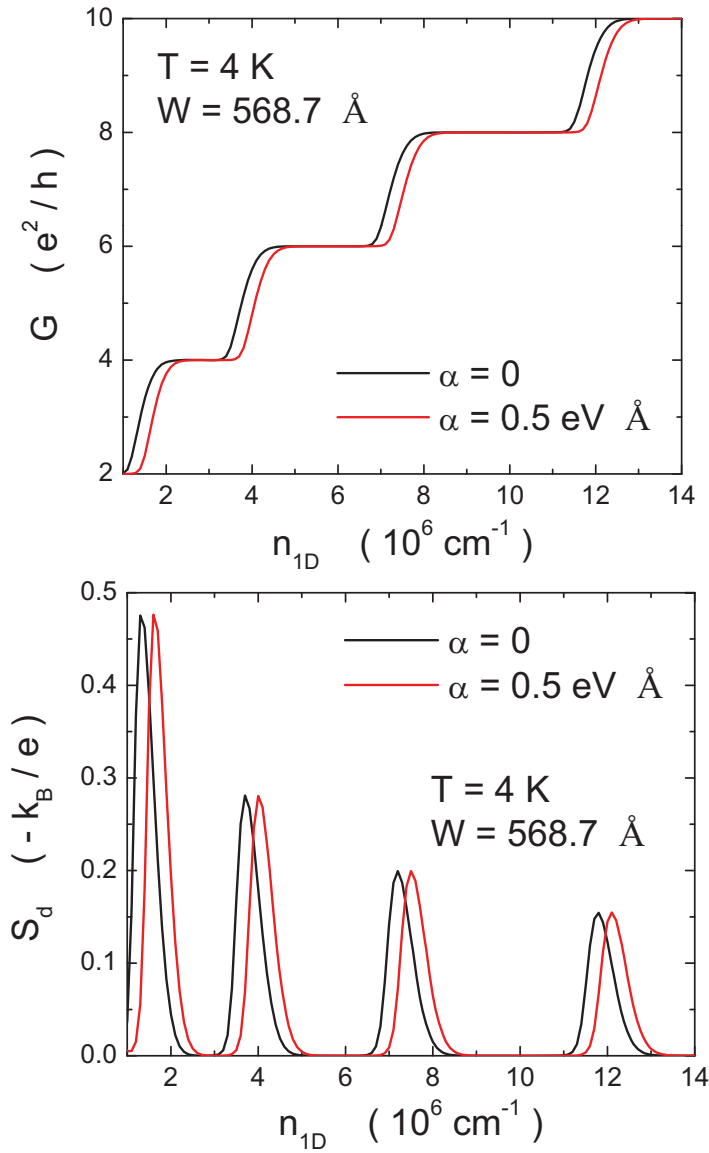 10
8
6
4
2
G ( e² / h )
T = 4 K
W = 568.7 Å
α = 0
α = 0.5 eV Å
2 4 6 8 10 12 14
n₁D ( 10⁶ cm⁻¹ )
0.5
0.4
0.3
0.2
0.1
0.0
S_d ( - k_B / e )
α = 0
α = 0.5 eV Å
T = 4 K
W = 568.7 Å
2 4 6 8 10 12 14
n₁D ( 10⁶ cm⁻¹ )